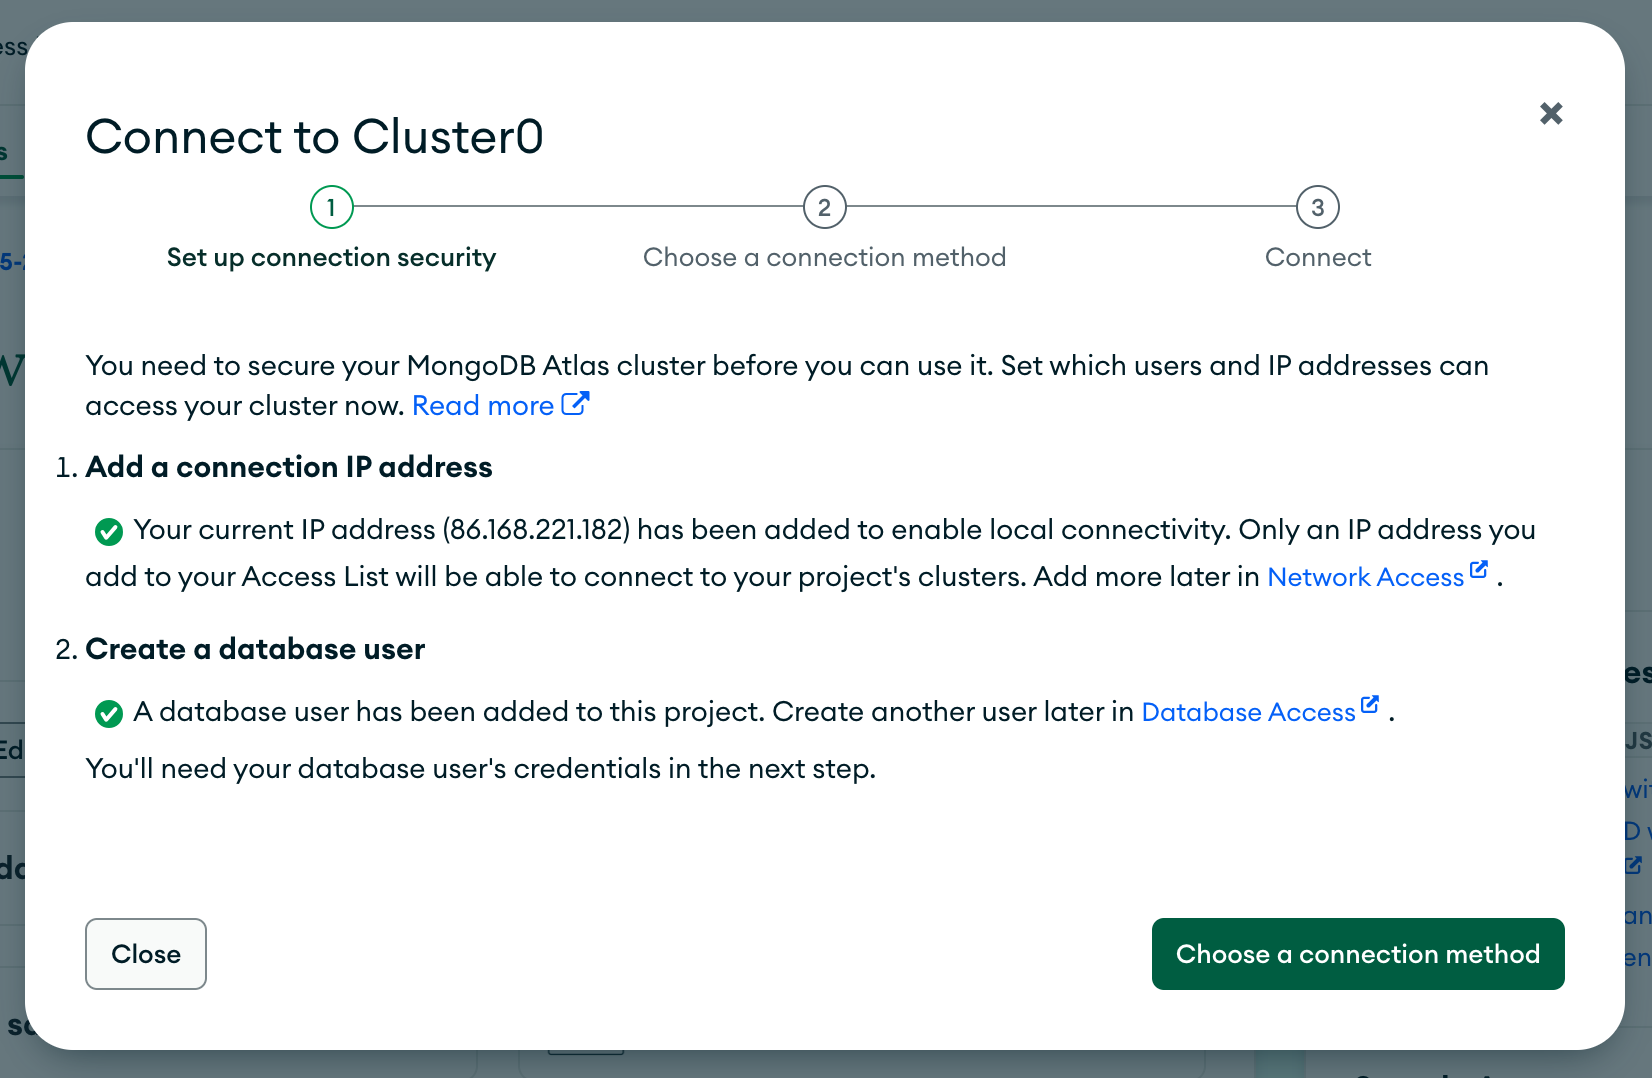 ess
Connect to Cluster0
1
2
3
Set up connection security
Choose a connection method
Connect
You need to secure your MongoDB Atlas cluster before you can use it. Set which users and IP addresses can
access your cluster now. Read more
1. Add a connection IP address
Your current IP address (86.168.221.182) has been added to enable local connectivity. Only an IP address you
add to your Access List will be able to connect to your project's clusters. Add more later in Network Access .
2. Create a database user
A database user has been added to this project. Create another user later in Database Access .
You'll need your database user's credentials in the next step.
Close
Choose a connection method